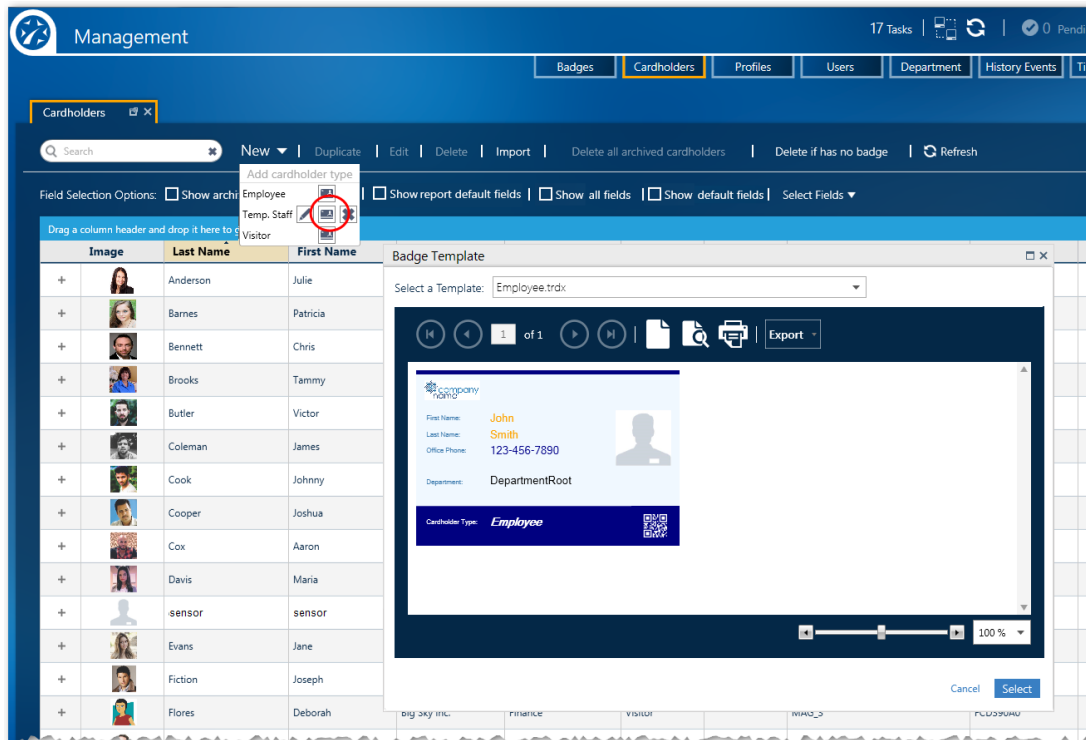 Management
17 Tasks | | 0 Pendi
Badges Cardholders Profiles Users Department History Events Ti
Cardholders
Search New | Duplicate | Edit | Delete | Import | Delete all archived cardholders | Delete if has no badge | Refresh
Add cardholder type
Employee
Temp. Staff
Visitor
Field Selection Options: Show archi | Show report default fields | Show all fields | Show default fields | Select Fields
Drag a column header and drop it here to g
Image Last Name First Name
Anderson Julie
Barnes Patricia
Bennett Chris
Brooks Tammy
Butler Victor
Coleman James
Cook Johnny
Cooper Joshua
Cox Aaron
Davis Maria
sensor sensor
Evans Jane
Fiction Joseph
Flores Deborah Big Sky Inc. Finance Visitor MAG_S
Badge Template
Select a Template: Employee.trdx
1 of 1 Export
company
name
First Name: John
Last Name: Smith
Office Phone: 123-456-7890
Department: DepartmentRoot
Cardholder Type: Employee
100 %
Cancel Select